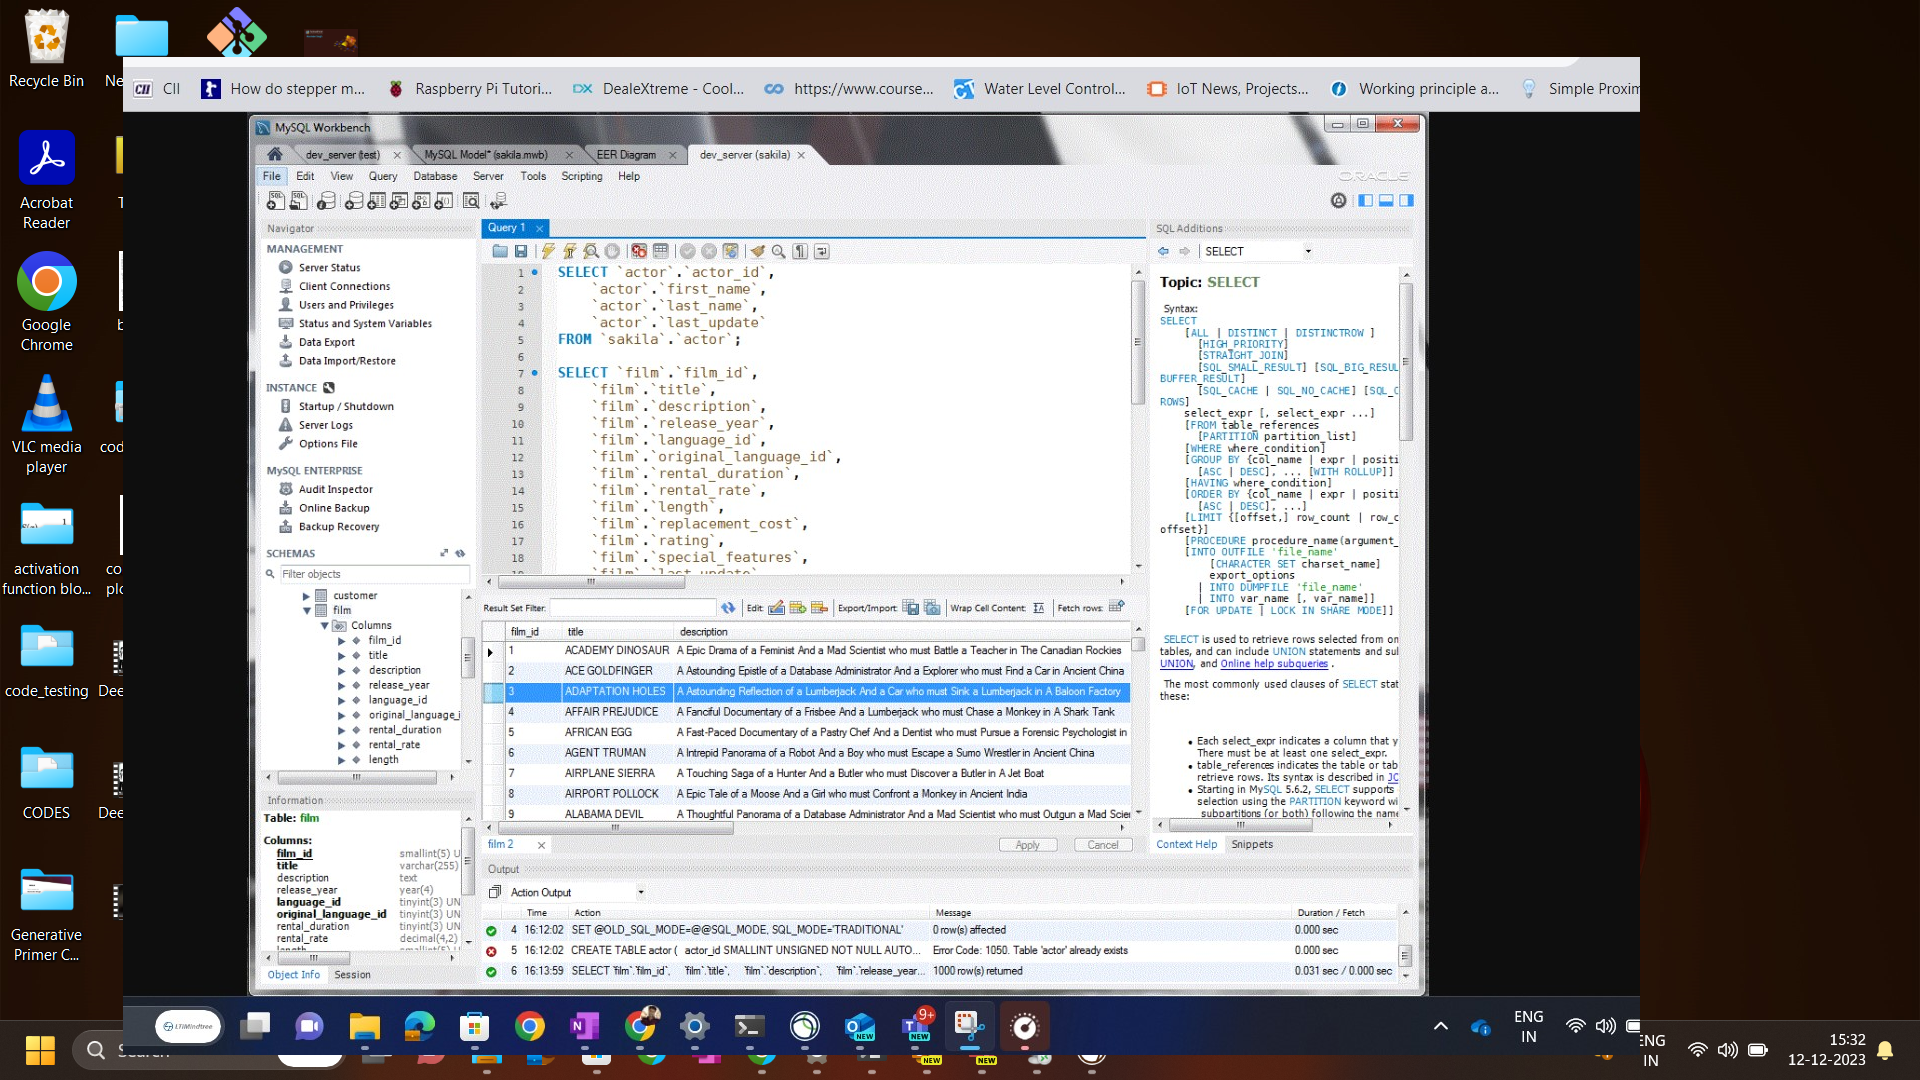 Recycle Bin
Acrobat
Reader
Google
Chrome
VLC media
player
activation
function blo...
code_testing
CODES
Generative
Primer C...
CII
How do stepper m...
Raspberry Pi Tutori...
DX DealeXtreme - Cool...
https://www.course...
Water Level Control...
IoT News, Projects...
Working principle a...
Simple Proxim
MySQL Workbench
dev_server (test)
MySQL Model* (sakila.mwb)
EER Diagram
dev_server (sakila)
File Edit View Query Database Server Tools Scripting Help
ORACLE
Navigator
MANAGEMENT
Server Status
Client Connections
Users and Privileges
Status and System Variables
Data Export
Data Import/Restore
INSTANCE
Startup / Shutdown
Server Logs
Options File
MySQL ENTERPRISE
Audit Inspector
Online Backup
Backup Recovery
SCHEMAS
Filter objects
customer
film
Columns
film_id
title
description
release_year
language_id
original_language_i
rental_duration
rental_rate
length
Information
Table: film
Columns:
film_id smallint(5) U
title varchar(255)
description text
release_year year(4)
language_id tinyint(3) UN
original_language_id tinyint(3) UN
rental_duration tinyint(3) UN
rental_rate decimal(4,2)
Object Info Session
Query 1
1 SELECT `actor`.`actor_id`,
2 `actor`.`first_name`,
3 `actor`.`last_name`,
4 `actor`.`last_update`
5 FROM `sakila`.`actor`;
6
7 SELECT `film`.`film_id`,
8 `film`.`title`,
9 `film`.`description`,
10 `film`.`release_year`,
11 `film`.`language_id`,
12 `film`.`original_language_id`,
13 `film`.`rental_duration`,
14 `film`.`rental_rate`,
15 `film`.`length`,
16 `film`.`replacement_cost`,
17 `film`.`rating`,
18 `film`.`special_features`,
Result Set Filter: Edit: Export/Import: Wrap Cell Content: Fetch rows:
film_id title description
1 ACADEMY DINOSAUR A Epic Drama of a Feminist And a Mad Scientist who must Battle a Teacher in The Canadian Rockies
2 ACE GOLDFINGER A Astounding Epistle of a Database Administrator And a Explorer who must Find a Car in Ancient China
3 ADAPTATION HOLES A Astounding Reflection of a Lumberjack And a Car who must Sink a Lumberjack in A Baloon Factory
4 AFFAIR PREJUDICE A Fanciful Documentary of a Frisbee And a Lumberjack who must Chase a Monkey in A Shark Tank
5 AFRICAN EGG A Fast-Paced Documentary of a Pastry Chef And a Dentist who must Pursue a Forensic Psychologist in
6 AGENT TRUMAN A Intrepid Panorama of a Robot And a Boy who must Escape a Sumo Wrestler in Ancient China
7 AIRPLANE SIERRA A Touching Saga of a Hunter And a Butler who must Discover a Butler in A Jet Boat
8 AIRPORT POLLOCK A Epic Tale of a Moose And a Girl who must Confront a Monkey in Ancient India
9 ALABAMA DEVIL A Thoughtful Panorama of a Database Administrator And a Mad Scientist who must Outgun a Mad Scie
film 2
Apply Cancel
Output
Action Output
Time Action Message Duration / Fetch
4 16:12:02 SET @OLD_SQL_MODE=@@SQL_MODE, SQL_MODE='TRADITIONAL' 0 row(s) affected 0.000 sec
5 16:12:02 CREATE TABLE actor ( actor_id SMALLINT UNSIGNED NOT NULL AUTO... Error Code: 1050. Table 'actor' already exists 0.000 sec
6 16:13:59 SELECT `film`.`film_id`, `film`.`title`, `film`.`description`, `film`.`release_year... 1000 row(s) returned 0.031 sec / 0.000 sec
SQL Additions
SELECT
Topic: SELECT
Syntax:
SELECT
[ALL | DISTINCT | DISTINCTROW ]
[HIGH_PRIORITY]
[STRAIGHT_JOIN]
[SQL_SMALL_RESULT] [SQL_BIG_RESUL
BUFFER_RESULT]
[SQL_CACHE | SQL_NO_CACHE] [SQL_C
ROWS]
select_expr [, select_expr ...]
[FROM table_references
[PARTITION partition_list]
[WHERE where_condition]
[GROUP BY {col_name | expr | positi
[ASC | DESC], ... [WITH ROLLUP]]
[HAVING where_condition]
[ORDER BY {col_name | expr | positi
[ASC | DESC], ...]
[LIMIT {[offset,] row_count | row_c
offset}]
[PROCEDURE procedure_name(argument_
[INTO OUTFILE 'file_name'
[CHARACTER SET charset_name]
export_options
| INTO DUMPFILE 'file_name'
| INTO var_name [, var_name]]
[FOR UPDATE | LOCK IN SHARE MODE]]
SELECT is used to retrieve rows selected from on
tables, and can include UNION statements and sub
UNION, and Online help subqueries .
The most commonly used clauses of SELECT stat
these:
Each select_expr indicates a column that y
There must be at least one select_expr.
table_references indicates the table or tab
retrieve rows. Its syntax is described in JO
Starting in MySQL 5.6.2, SELECT supports
selection using the PARTITION keyword wi
subpartitions (or both) following the name
Context Help Snippets
LTIMindtree
9+
NEW
NEW
ENG
IN
Search
NEW
NEW
ENG
IN
15:32
12-12-2023